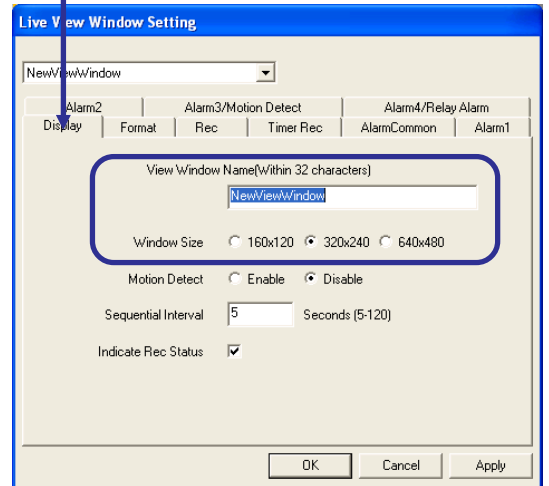 Live View Window Setting
NewViewWindow
Alarm2 Alarm3/Motion Detect Alarm4/Relay Alarm
Display Format Rec Timer Rec AlarmCommon Alarm1
View Window Name(Within 32 characters)
NewViewWindow
Window Size 160x120 320x240 640x480
Motion Detect Enable Disable
Sequential Interval 5 Seconds (5-120)
Indicate Rec Status
OK Cancel Apply